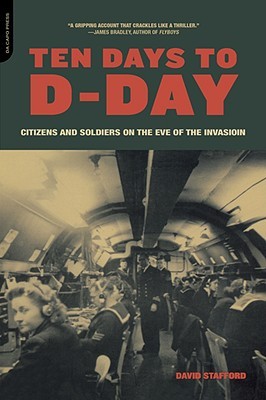 DA CAPO PRESS
"A GRIPPING ACCOUNT THAT CRACKLES LIKE A THRILLER."
—JAMES BRADLEY, AUTHOR OF FLYBOYS
TEN DAYS TO
D-DAY
CITIZENS AND SOLDIERS ON THE EVE OF THE INVASIOIN
DAVID STAFFORD